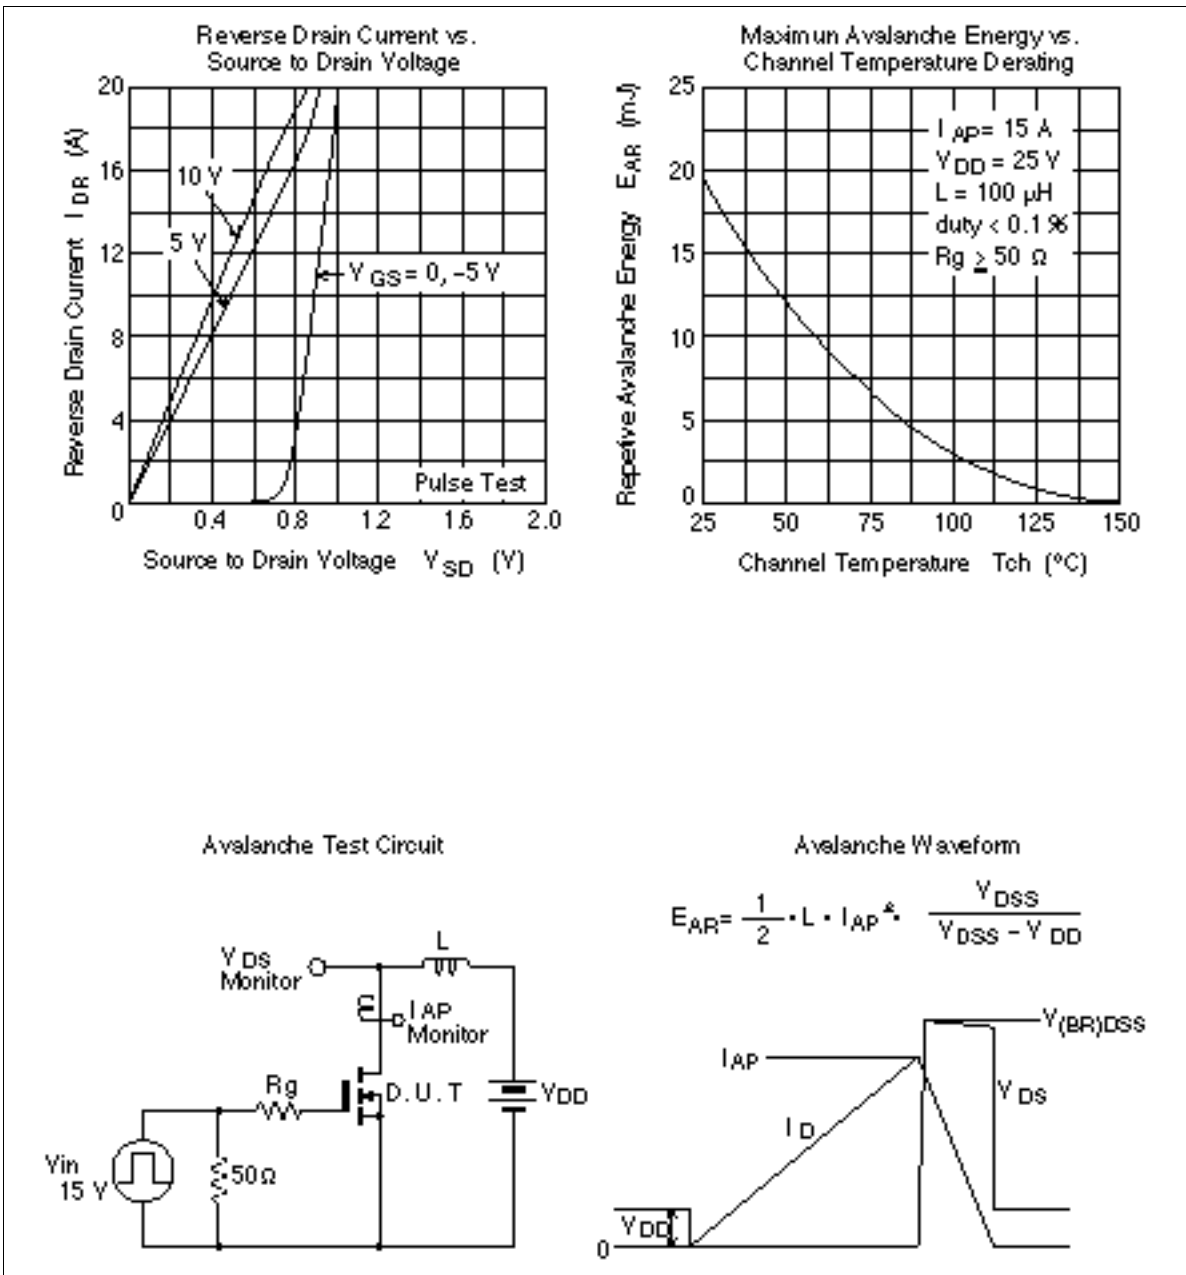 Reverse Drain Current vs.
Source to Drain Voltage
Reverse Drain Current I DR (A)
20
16
12
8
4
0
10 V
5 V
V GS = 0, –5 V
Pulse Test
0.4 0.8 1.2 1.6 2.0
Source to Drain Voltage V SD (V)
Maximun Avalanche Energy vs.
Channel Temperature Derating
Repetive Avalanche Energy E AR (mJ)
25
20
15
10
5
0
I AP = 15 A
V DD = 25 V
L = 100 µH
duty < 0.1 %
Rg ≥ 50 Ω
25 50 75 100 125 150
Channel Temperature Tch (°C)
Avalanche Test Circuit
V DS
Monitor
L
I AP
Monitor
Rg
D. U. T
V DD
Vin
15 V
50Ω
Avalanche Waveform
E AR = 1/2 • L • I AP² • V DSS / (V DSS – V DD)
V (BR)DSS
I AP
V DS
I D
V DD
0